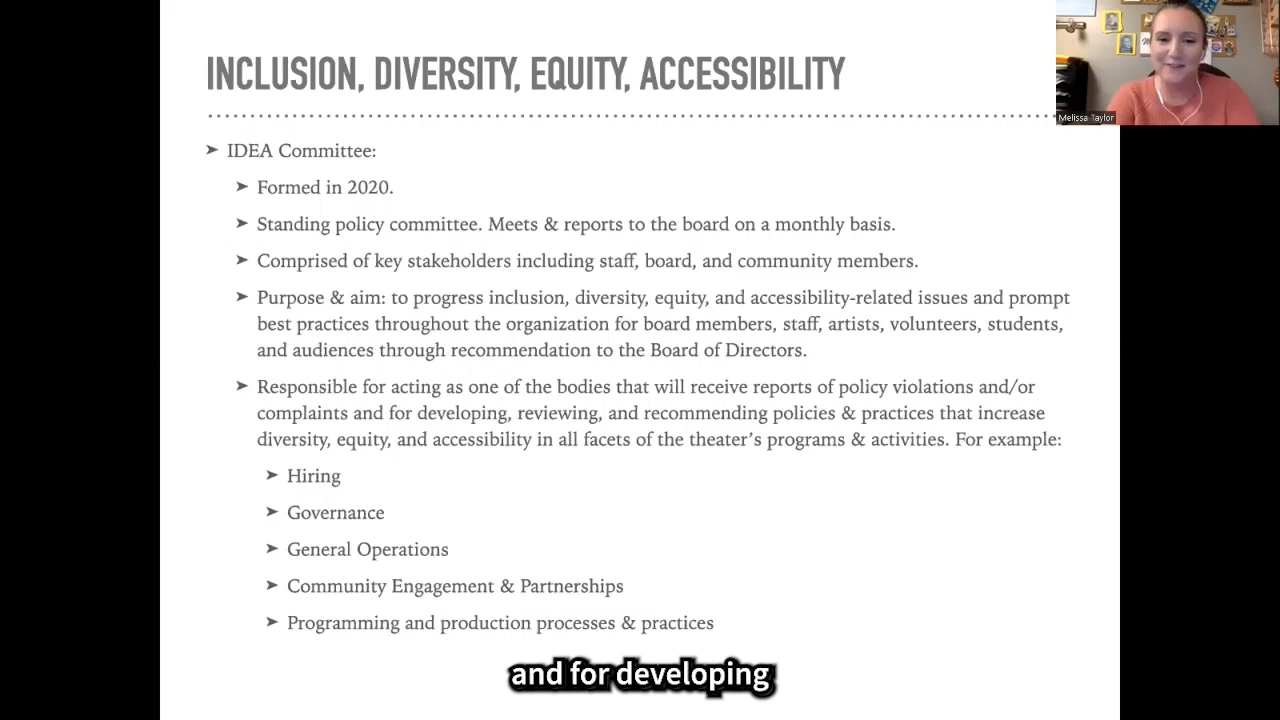 INCLUSION, DIVERSITY, EQUITY, ACCESSIBILITY
Melissa Taylor
➤ IDEA Committee:
➤ Formed in 2020.
➤ Standing policy committee. Meets & reports to the board on a monthly basis.
➤ Comprised of key stakeholders including staff, board, and community members.
➤ Purpose & aim: to progress inclusion, diversity, equity, and accessibility-related issues and prompt
best practices throughout the organization for board members, staff, artists, volunteers, students,
and audiences through recommendation to the Board of Directors.
➤ Responsible for acting as one of the bodies that will receive reports of policy violations and/or
complaints and for developing, reviewing, and recommending policies & practices that increase
diversity, equity, and accessibility in all facets of the theater’s programs & activities. For example:
➤ Hiring
➤ Governance
➤ General Operations
➤ Community Engagement & Partnerships
➤ Programming and production processes & practices
and for developing